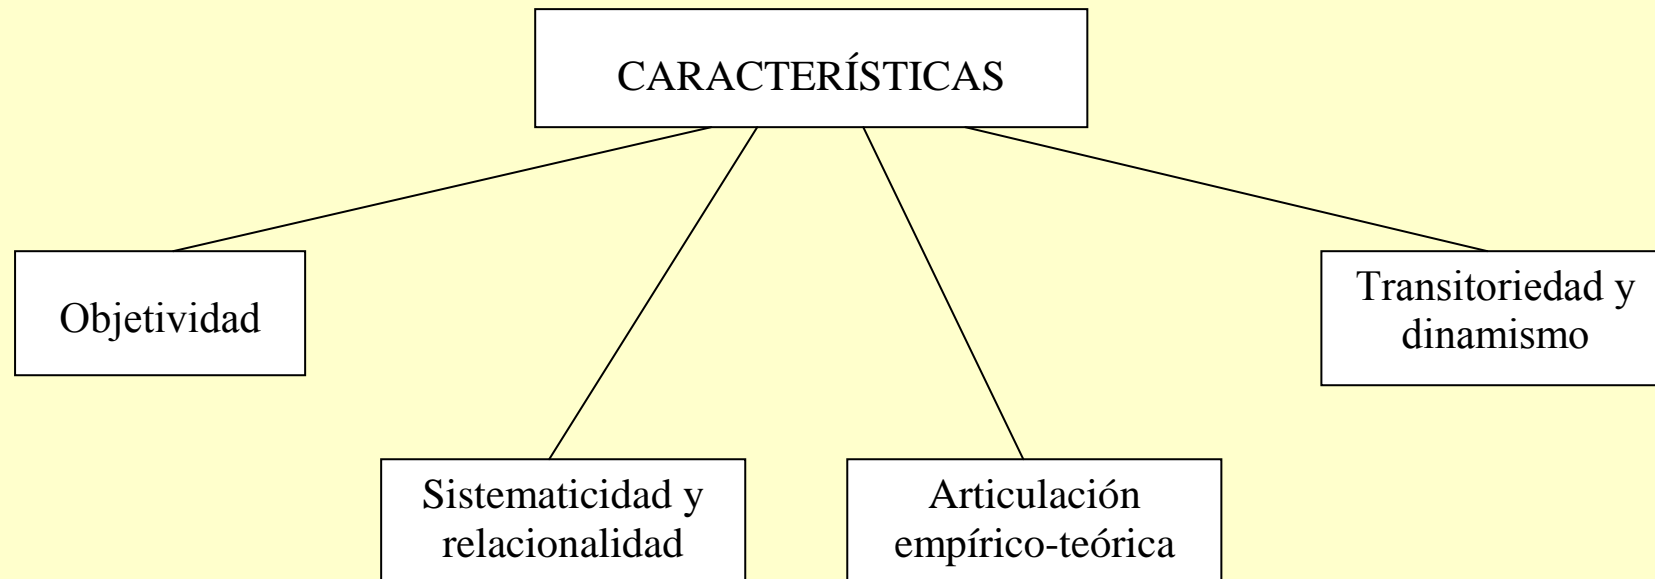 CARACTERÍSTICAS
Objetividad
Transitoriedad y
dinamismo
Sistematicidad y
relacionalidad
Articulación
empírico-teórica